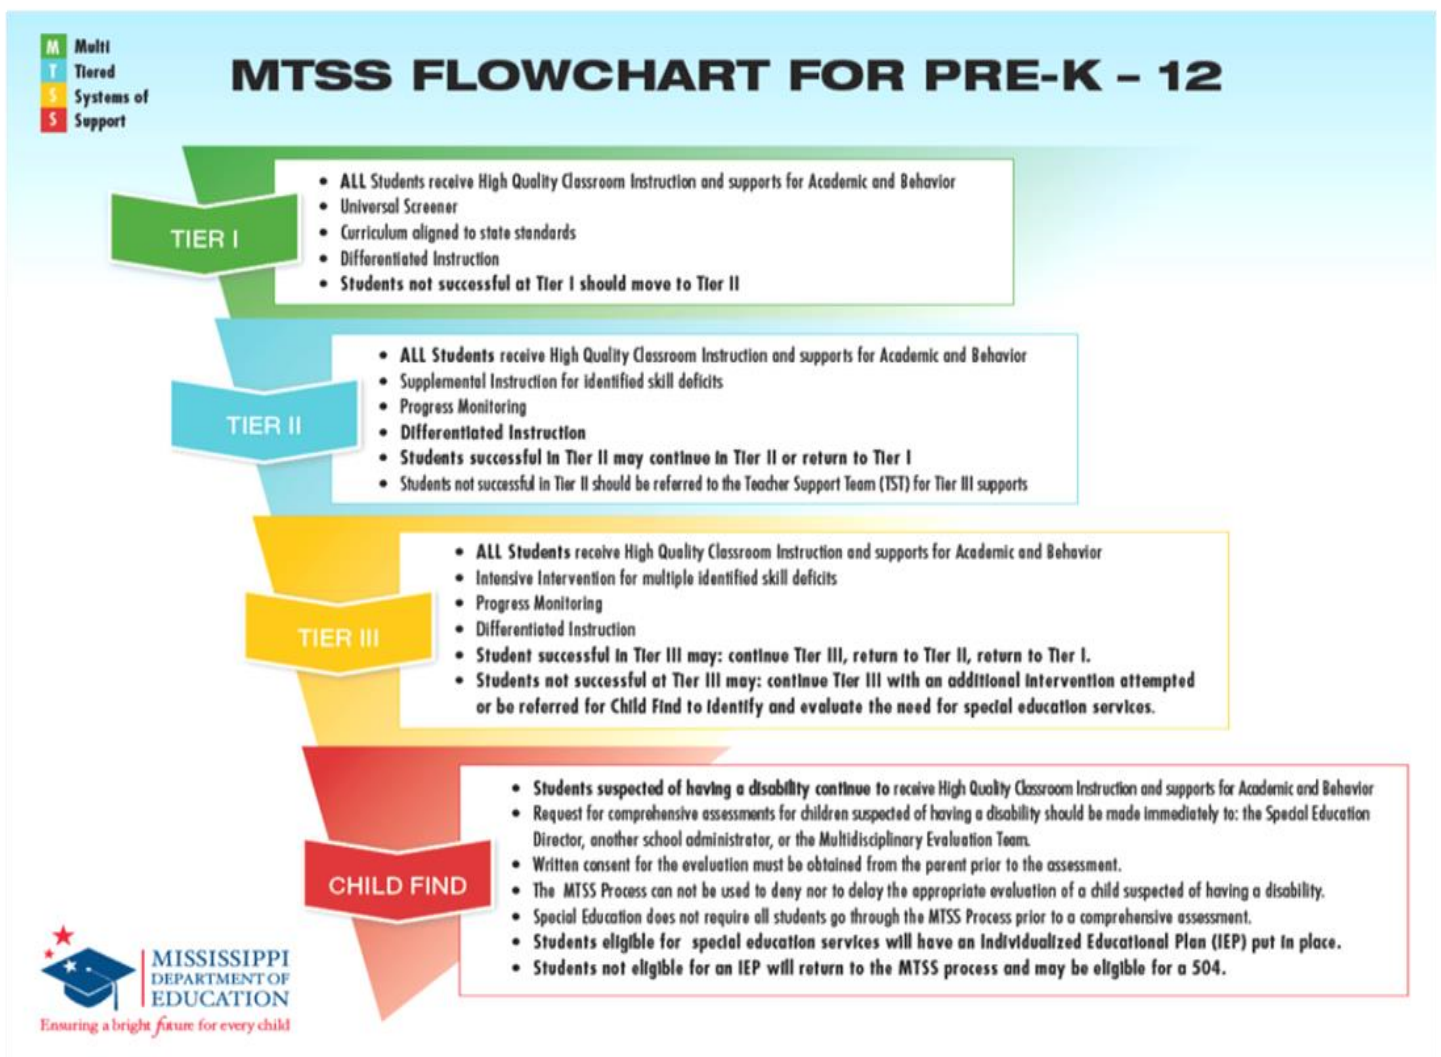 M Multi
T Tiered
S Systems of
S Support
MTSS FLOWCHART FOR PRE-K – 12
TIER I
• ALL Students receive High Quality Classroom Instruction and supports for Academic and Behavior
• Universal Screener
• Curriculum aligned to state standards
• Differentiated Instruction
• Students not successful at Tier I should move to Tier II
TIER II
• ALL Students receive High Quality Classroom Instruction and supports for Academic and Behavior
• Supplemental Instruction for identified skill deficits
• Progress Monitoring
• Differentiated Instruction
• Students successful in Tier II may continue in Tier II or return to Tier I
• Students not successful in Tier II should be referred to the Teacher Support Team (TST) for Tier III supports
TIER III
• ALL Students receive High Quality Classroom Instruction and supports for Academic and Behavior
• Intensive Intervention for multiple identified skill deficits
• Progress Monitoring
• Differentiated Instruction
• Student successful in Tier III may: continue Tier III, return to Tier II, return to Tier I.
• Students not successful at Tier III may: continue Tier III with an additional intervention attempted
or be referred for Child Find to identify and evaluate the need for special education services.
CHILD FIND
• Students suspected of having a disability continue to receive High Quality Classroom Instruction and supports for Academic and Behavior
• Request for comprehensive assessments for children suspected of having a disability should be made immediately to: the Special Education
Director, another school administrator, or the Multidisciplinary Evaluation Team.
• Written consent for the evaluation must be obtained from the parent prior to the assessment.
• The MTSS Process can not be used to deny nor to delay the appropriate evaluation of a child suspected of having a disability.
• Special Education does not require all students go through the MTSS Process prior to a comprehensive assessment.
• Students eligible for special education services will have an Individualized Educational Plan (IEP) put in place.
• Students not eligible for an IEP will return to the MTSS process and may be eligible for a 504.
MISSISSIPPI
DEPARTMENT OF
EDUCATION
Ensuring a bright future for every child